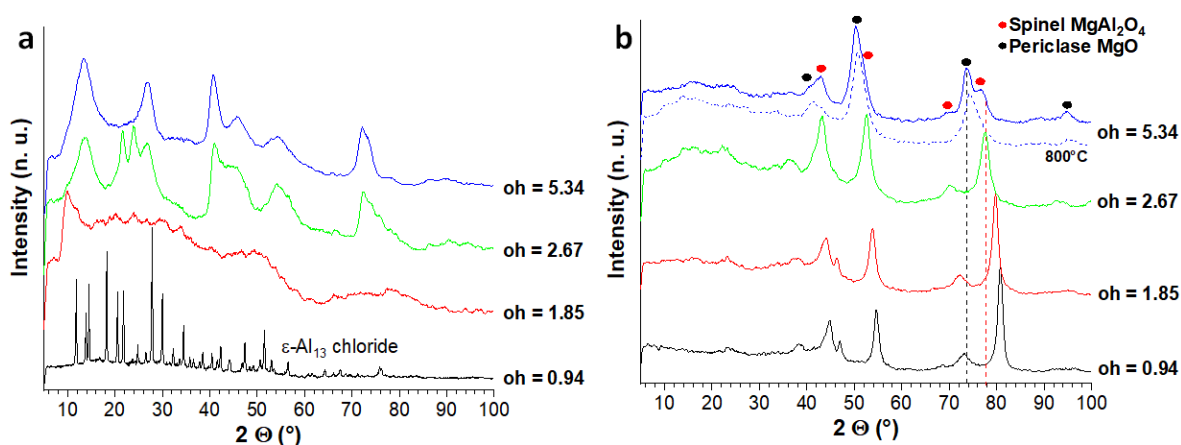 a
Intensity (n. u.)
oh = 5.34
oh = 2.67
oh = 1.85
ε-Al₁₃ chloride
oh = 0.94
10 20 30 40 50 60 70 80 90 100
2 Θ (°)
b
Intensity (n. u.)
Spinel MgAl₂O₄
Periclase MgO
oh = 5.34
800°C
oh = 2.67
oh = 1.85
oh = 0.94
10 20 30 40 50 60 70 80 90 100
2 Θ (°)